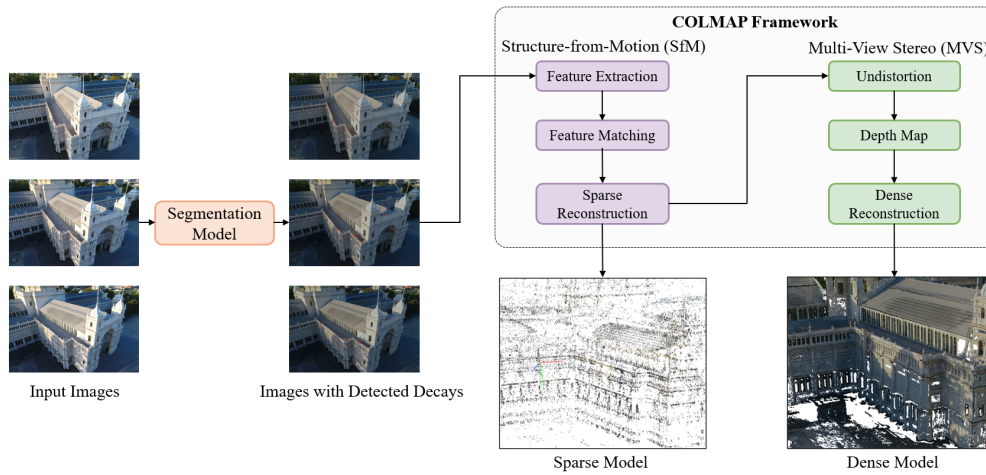 COLMAP Framework
Structure-from-Motion (SfM)
Multi-View Stereo (MVS)
Feature Extraction
Undistortion
Feature Matching
Depth Map
Segmentation
Model
Sparse
Reconstruction
Dense
Reconstruction
Input Images
Images with Detected Decays
Sparse Model
Dense Model